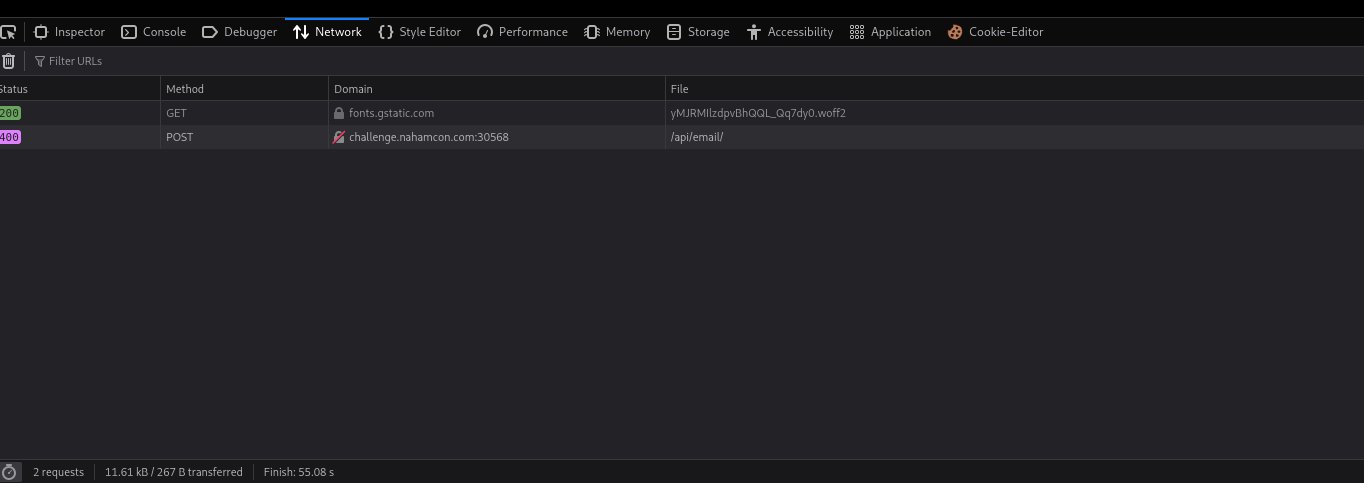 Inspector Console Debugger Network Style Editor Performance Memory Storage Accessibility Application Cookie-Editor
Filter URLs
Status Method Domain File
200 GET fonts.gstatic.com yMJRMIlzdpvBhQQL_Qq7dy0.woff2
400 POST challenge.nahamcon.com:30568 /api/email/
2 requests 11.61 kB / 267 B transferred Finish: 55.08 s